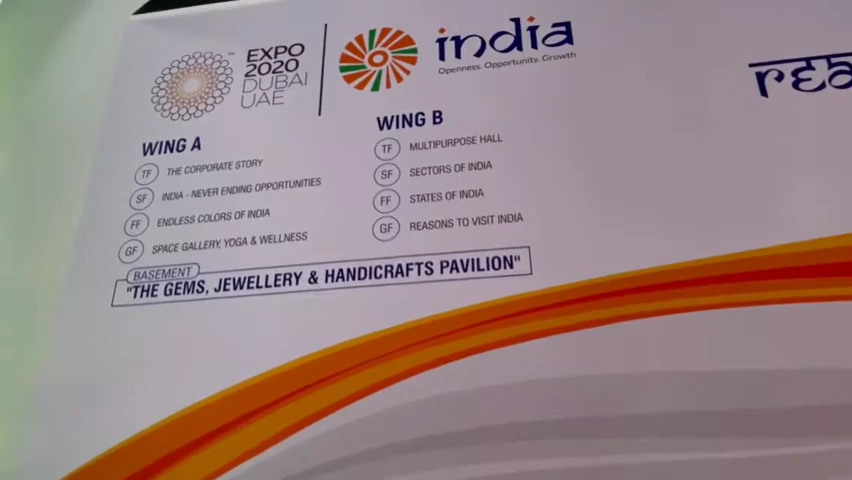 EXPO
2020
DUBAI
UAE
india
Openness. Opportunity. Growth
WING A
TF THE CORPORATE STORY
SF INDIA - NEVER ENDING OPPORTUNITIES
FF ENDLESS COLORS OF INDIA
GF SPACE GALLERY, YOGA & WELLNESS
WING B
TF MULTIPURPOSE HALL
SF SECTORS OF INDIA
FF STATES OF INDIA
GF REASONS TO VISIT INDIA
BASEMENT
"THE GEMS, JEWELLERY & HANDICRAFTS PAVILION"